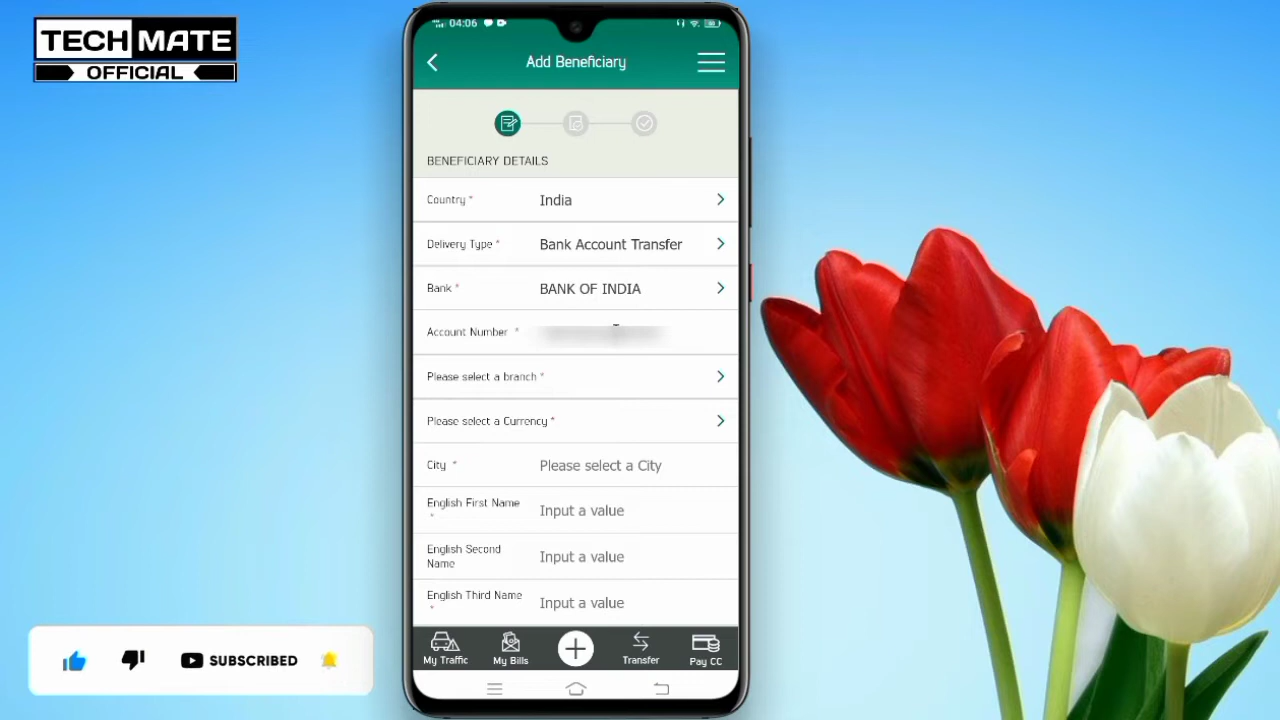 TECH MATE
OFFICIAL
04:06
Add Beneficiary
BENEFICIARY DETAILS
Country * India
Delivery Type * Bank Account Transfer
Bank * BANK OF INDIA
Account Number *
Please select a branch *
Please select a Currency *
City * Please select a City
English First Name * Input a value
English Second Name Input a value
English Third Name * Input a value
My Traffic My Bills Transfer Pay CC
SUBSCRIBED